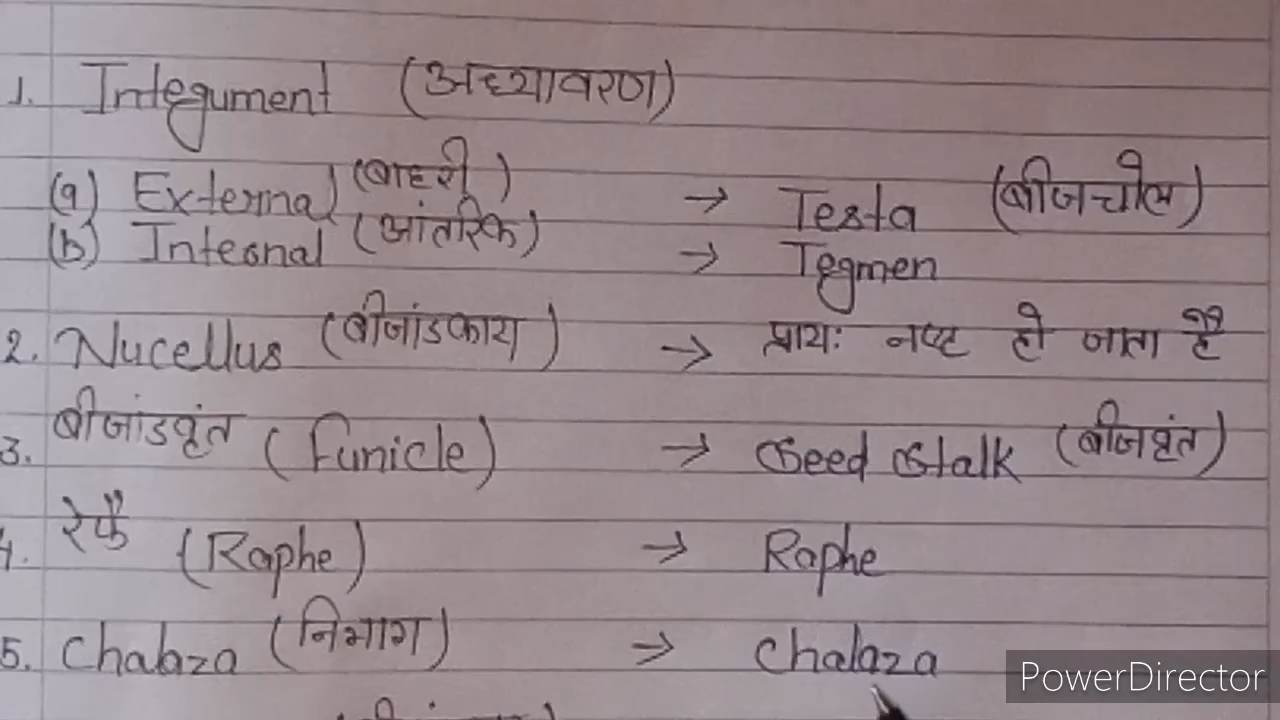 1. Integument (अध्यावरण)
(a) External (बाहरी) → Testa (बीजचोल)
(b) Internal (आंतरिक) → Tegmen
2. Nucellus (बीजांडकाय) → प्रायः नष्ट हो जाता है
3. बीजांडवृंत (Funicle) → Seed Stalk (बीजवृंत)
4. रेफै (Raphe) → Raphe
5. Chalaza (निभाग) → Chalaza
PowerDirector